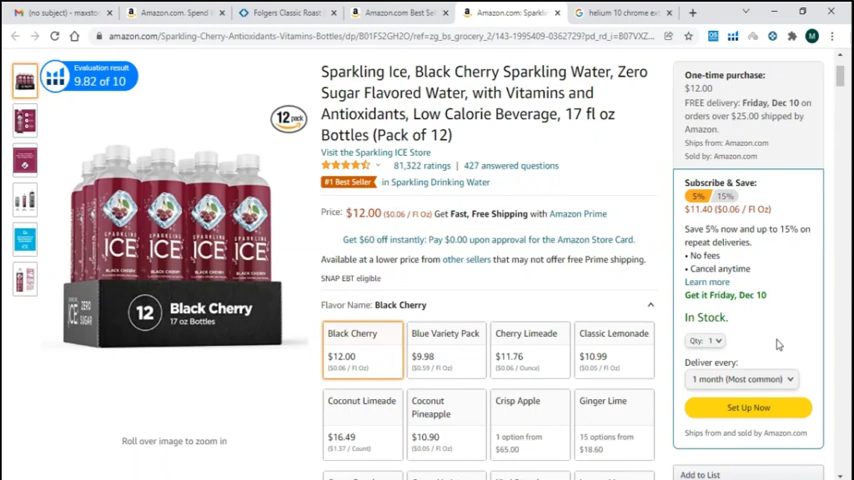 (no subject) - maxstor
Amazon.com. Spend L
Folgers Classic Roast
Amazon.com Best Sel
Amazon.com: Sparkli
helium 10 chrome ex
amazon.com/Sparkling-Cherry-Antioxidants-Vitamins-Bottles/dp/B01FS2GH2O/ref=zg_bs_grocery_2/143-1995409-0362729?pd_rd_i=B07VXZ...
Evaluation result
9.82 of 10
12
pack
SPARKLING
ICE
BLACK CHERRY
ICE ZERO SUGAR
12
Black Cherry
17 oz Bottles
Roll over image to zoom in
Sparkling Ice, Black Cherry Sparkling Water, Zero
Sugar Flavored Water, with Vitamins and
Antioxidants, Low Calorie Beverage, 17 fl oz
Bottles (Pack of 12)
Visit the Sparkling ICE Store
81,322 ratings | 427 answered questions
#1 Best Seller in Sparkling Drinking Water
Price: $12.00 ($0.06 / Fl Oz) Get Fast, Free Shipping with Amazon Prime
Get $60 off instantly: Pay $0.00 upon approval for the Amazon Store Card.
Available at a lower price from other sellers that may not offer free Prime shipping.
SNAP EBT eligible
Flavor Name: Black Cherry
Black Cherry
$12.00
($0.06 / Fl Oz)
Blue Variety Pack
$9.98
($0.59 / Fl Oz)
Cherry Limeade
$11.76
($0.06 / Ounce)
Classic Lemonade
$10.99
($0.05 / Fl Oz)
Coconut Limeade
$16.49
($1.37 / Count)
Coconut
Pineapple
$10.90
($0.05 / Fl Oz)
Crisp Apple
1 option from
$65.00
Ginger Lime
15 options from
$18.60
One-time purchase:
$12.00
FREE delivery: Friday, Dec 10 on
orders over $25.00 shipped by
Amazon.
Ships from: Amazon.com
Sold by: Amazon.com
Subscribe & Save:
5% 15%
$11.40 ($0.06 / Fl Oz)
Save 5% now and up to 15% on
repeat deliveries.
• No fees
• Cancel anytime
Learn more
Get it Friday, Dec 10
In Stock.
Qty: 1
Deliver every:
1 month (Most common)
Set Up Now
Ships from and sold by Amazon.com
Add to List